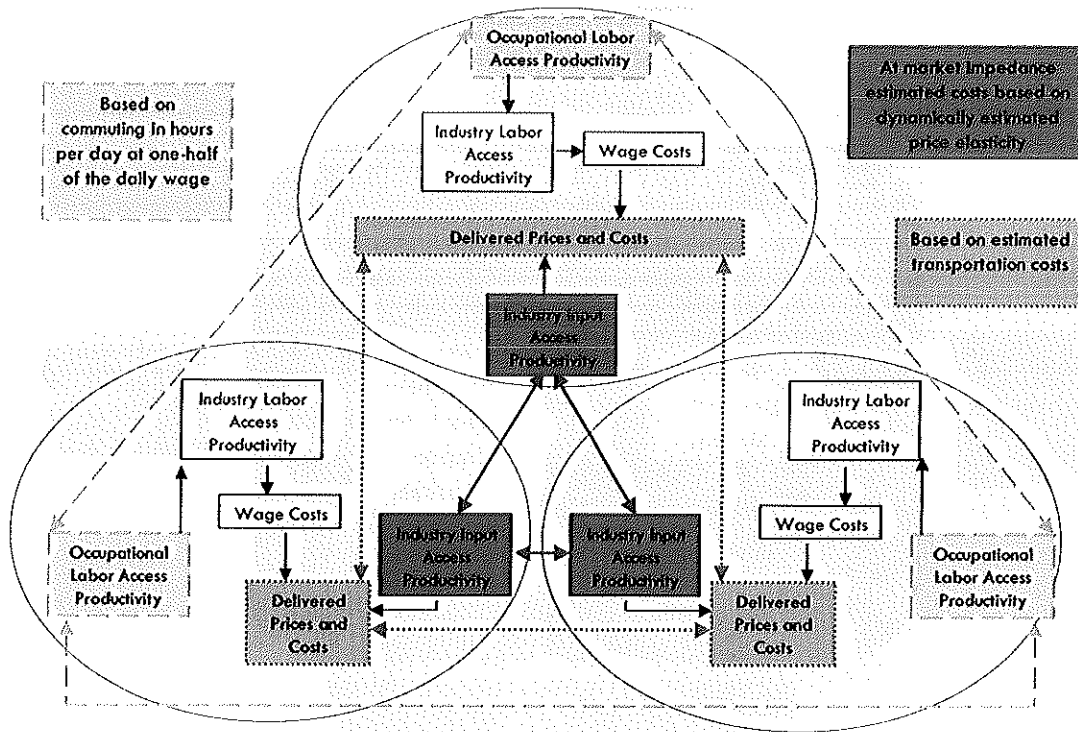 Occupational Labor
Access Productivity
Based on
commuting in hours
per day at one-half
of the daily wage
At market Impedance
estimated costs based on
dynamically estimated
price elasticity
Industry Labor
Access
Productivity
Wage Costs
Delivered Prices and Costs
Based on estimated
transportation costs
Industry Input
Access
Productivity
Industry Labor
Access
Productivity
Wage Costs
Occupational
Labor Access
Productivity
Industry Input
Access
Productivity
Delivered
Prices and
Costs
Industry Labor
Access
Productivity
Wage Costs
Industry Input
Access
Productivity
Occupational
Labor Access
Productivity
Delivered
Prices and
Costs